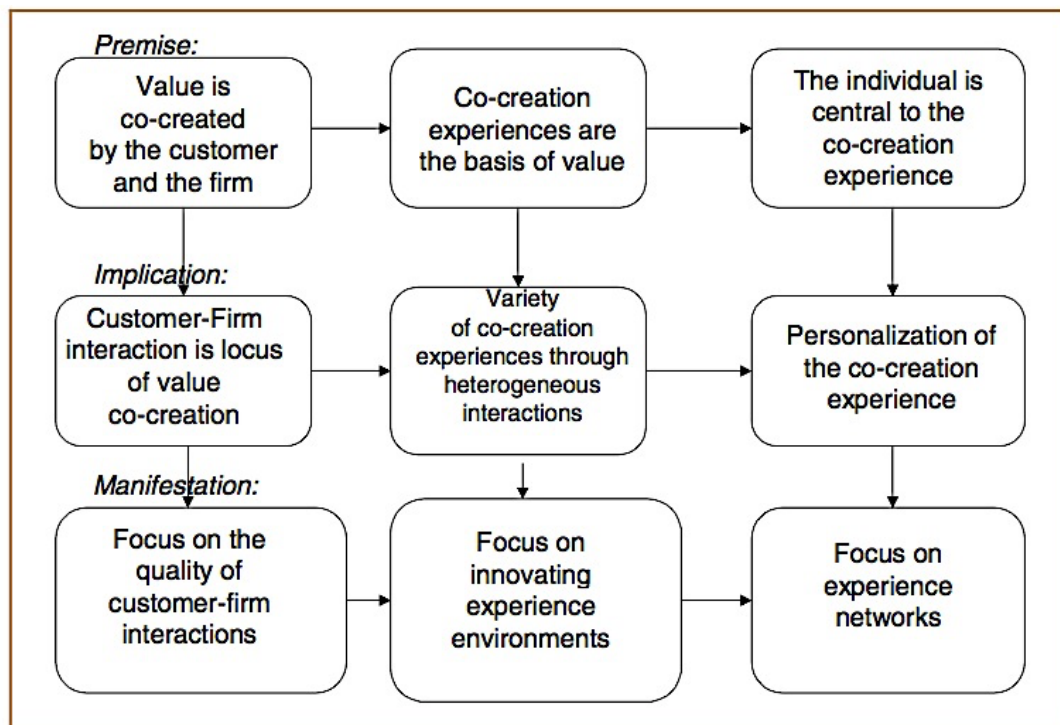 Premise:
Value is
co-created
by the customer
and the firm
Co-creation
experiences are
the basis of value
The individual is
central to the
co-creation
experience
Implication:
Customer-Firm
interaction is locus
of value
co-creation
Variety
of co-creation
experiences through
heterogeneous
interactions
Personalization of
the co-creation
experience
Manifestation:
Focus on the
quality of
customer-firm
interactions
Focus on
innovating
experience
environments
Focus on
experience
networks